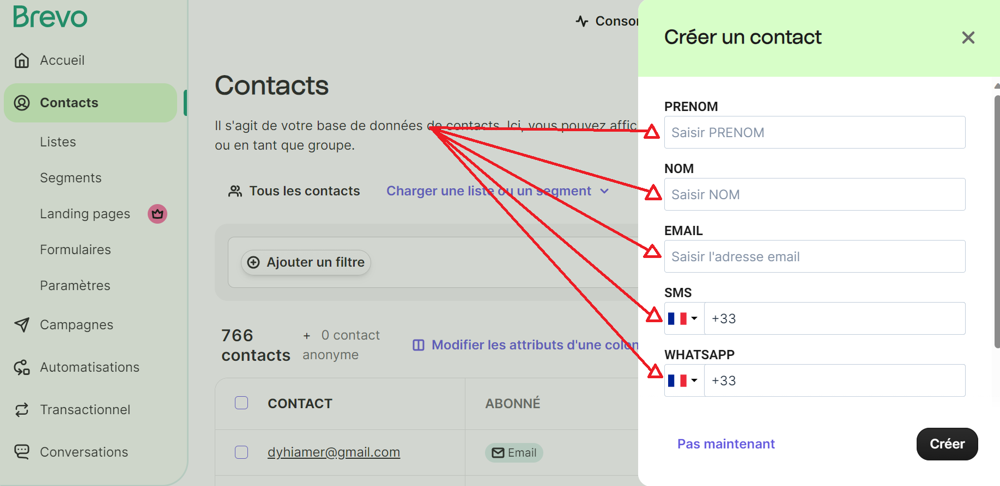 Brevo
Accueil
Contacts
Listes
Segments
Landing pages
Formulaires
Paramètres
Campagnes
Automatisations
Transactionnel
Conversations
Consor
Contacts
Il s'agit de votre base de données de contacts. Ici, vous pouvez affic
ou en tant que groupe.
Tous les contacts
Charger une liste ou un segment
Ajouter un filtre
766 contacts
+ 0 contact anonyme
Modifier les attributs d'une colon
CONTACT
ABONNÉ
dyhiamer@gmail.com
Email
Créer un contact
PRENOM
Saisir PRENOM
NOM
Saisir NOM
EMAIL
Saisir l'adresse email
SMS
+33
WHATSAPP
+33
Pas maintenant
Créer